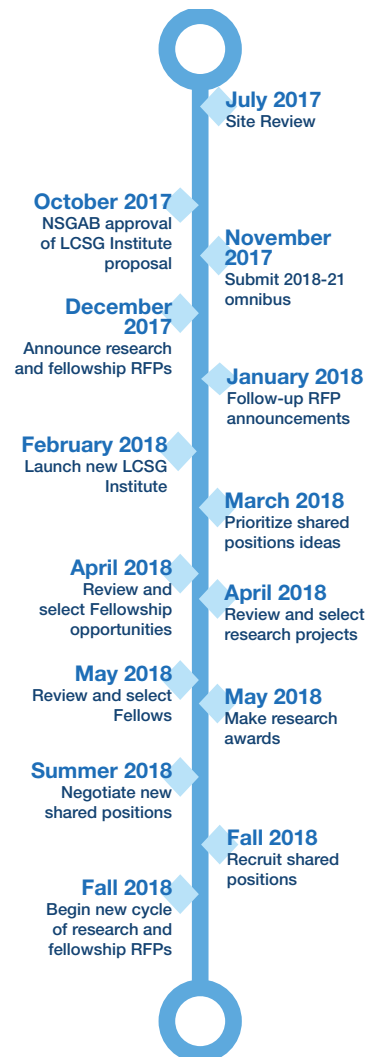 July 2017
Site Review
October 2017
NSGAB approval
of LCSG Institute
proposal
November
2017
Submit 2018-21
omnibus
December
2017
Announce research
and fellowship RFPs
January 2018
Follow-up RFP
announcements
February 2018
Launch new LCSG
Institute
March 2018
Prioritize shared
positions ideas
April 2018
Review and
select Fellowship
opportunities
April 2018
Review and select
research projects
May 2018
Review and select
Fellows
May 2018
Make research
awards
Summer 2018
Negotiate new
shared positions
Fall 2018
Recruit shared
positions
Fall 2018
Begin new cycle
of research and
fellowship RFPs